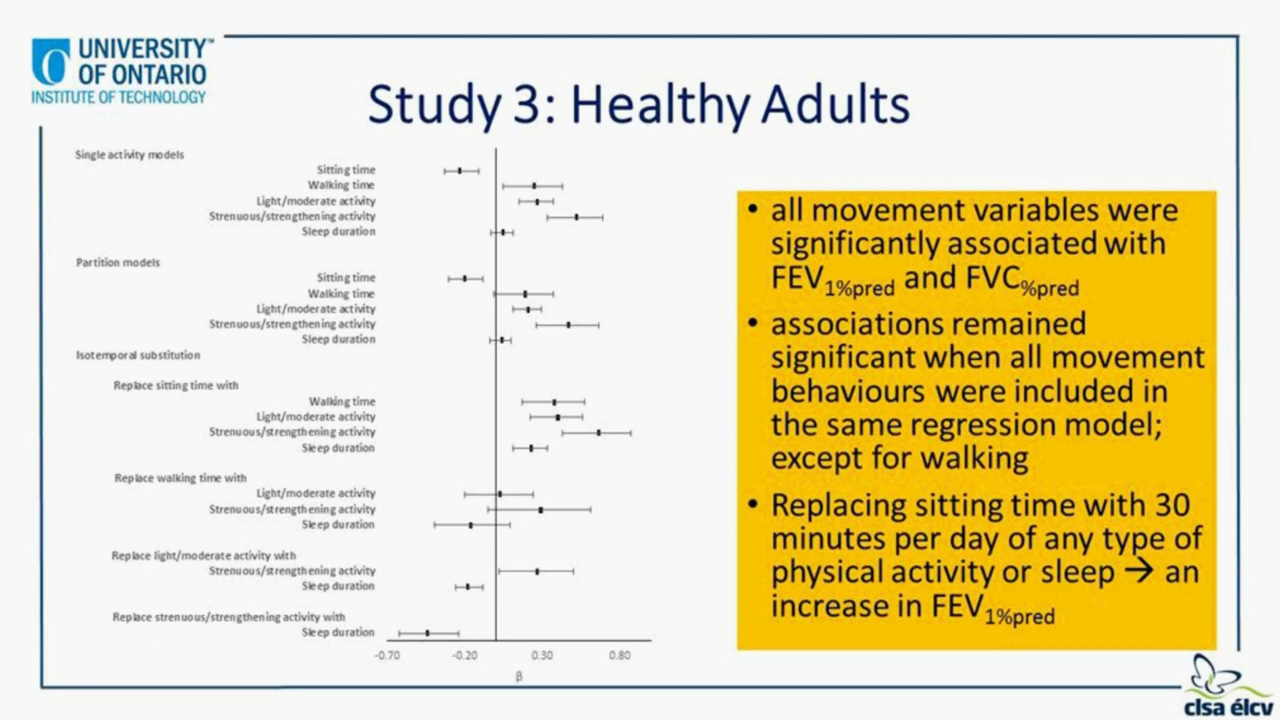 UNIVERSITY™
OF ONTARIO
INSTITUTE OF TECHNOLOGY
Study 3: Healthy Adults
Single activity models
Sitting time
Walking time
Light/moderate activity
Strenuous/strengthening activity
Sleep duration
Partition models
Sitting time
Walking time
Light/moderate activity
Strenuous/strengthening activity
Sleep duration
Isotemporal substitution
Replace sitting time with
Walking time
Light/moderate activity
Strenuous/strengthening activity
Sleep duration
Replace walking time with
Light/moderate activity
Strenuous/strengthening activity
Sleep duration
Replace light/moderate activity with
Strenuous/strengthening activity
Sleep duration
Replace strenuous/strengthening activity with
Sleep duration
-0.70 -0.20 0.30 0.80
β
• all movement variables were
significantly associated with
FEV1%pred and FVC%pred
• associations remained
significant when all movement
behaviours were included in
the same regression model;
except for walking
• Replacing sitting time with 30
minutes per day of any type of
physical activity or sleep → an
increase in FEV1%pred
clsa élcv